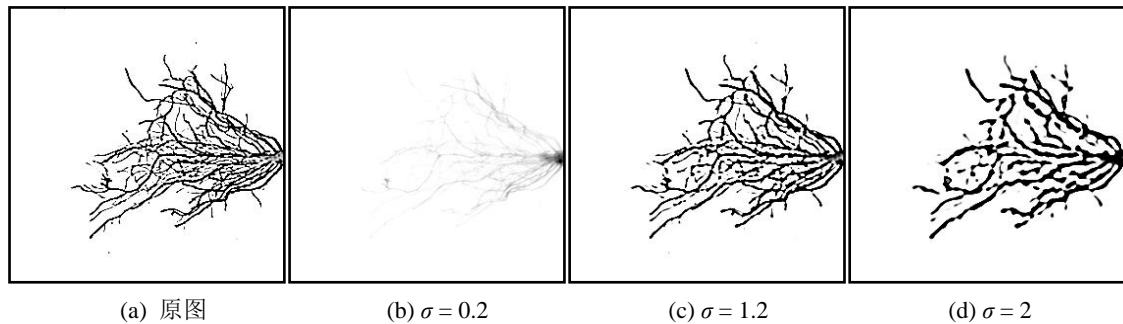 (a) 原图
(b) σ = 0.2
(c) σ = 1.2
(d) σ = 2